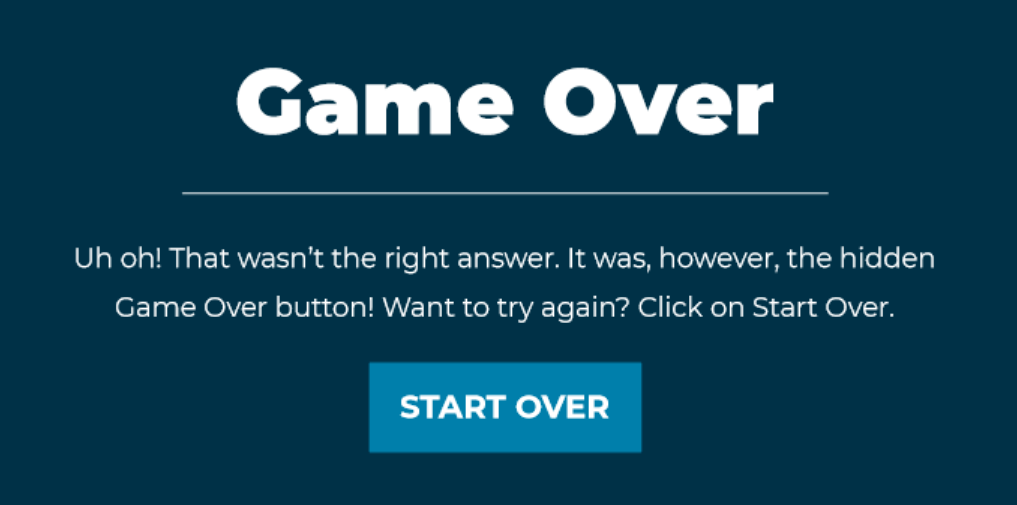 Game Over
Uh oh! That wasn’t the right answer. It was, however, the hidden
Game Over button! Want to try again? Click on Start Over.
START OVER